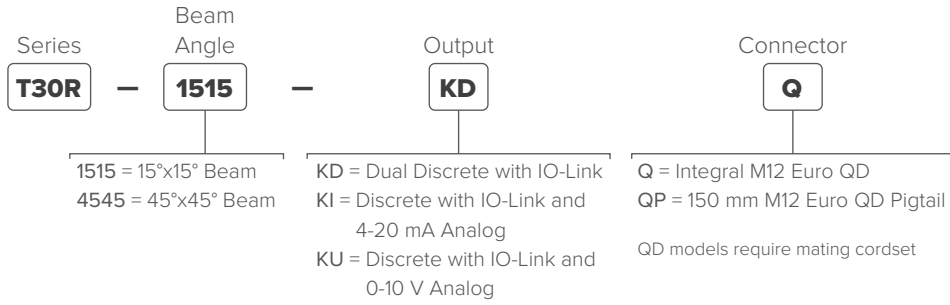 Series
Beam
Angle
Output
Connector
T30R – 1515 – KD Q
1515 = 15°x15° Beam
4545 = 45°x45° Beam
KD = Dual Discrete with IO-Link
KI = Discrete with IO-Link and
4-20 mA Analog
KU = Discrete with IO-Link and
0-10 V Analog
Q = Integral M12 Euro QD
QP = 150 mm M12 Euro QD Pigtail
QD models require mating cordset